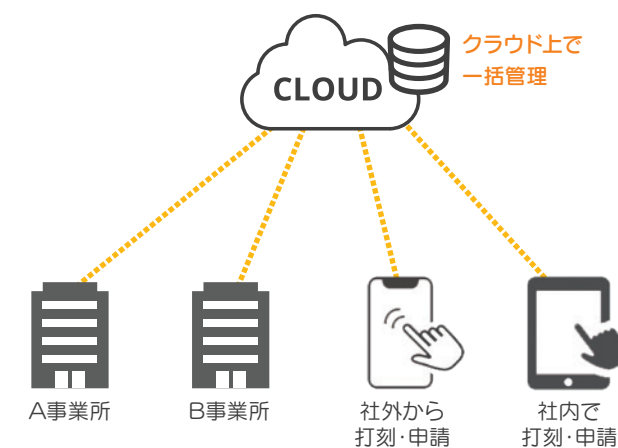 クラウド上で
一括管理
CLOUD
A事業所
B事業所
社外から
打刻・申請
社内で
打刻・申請